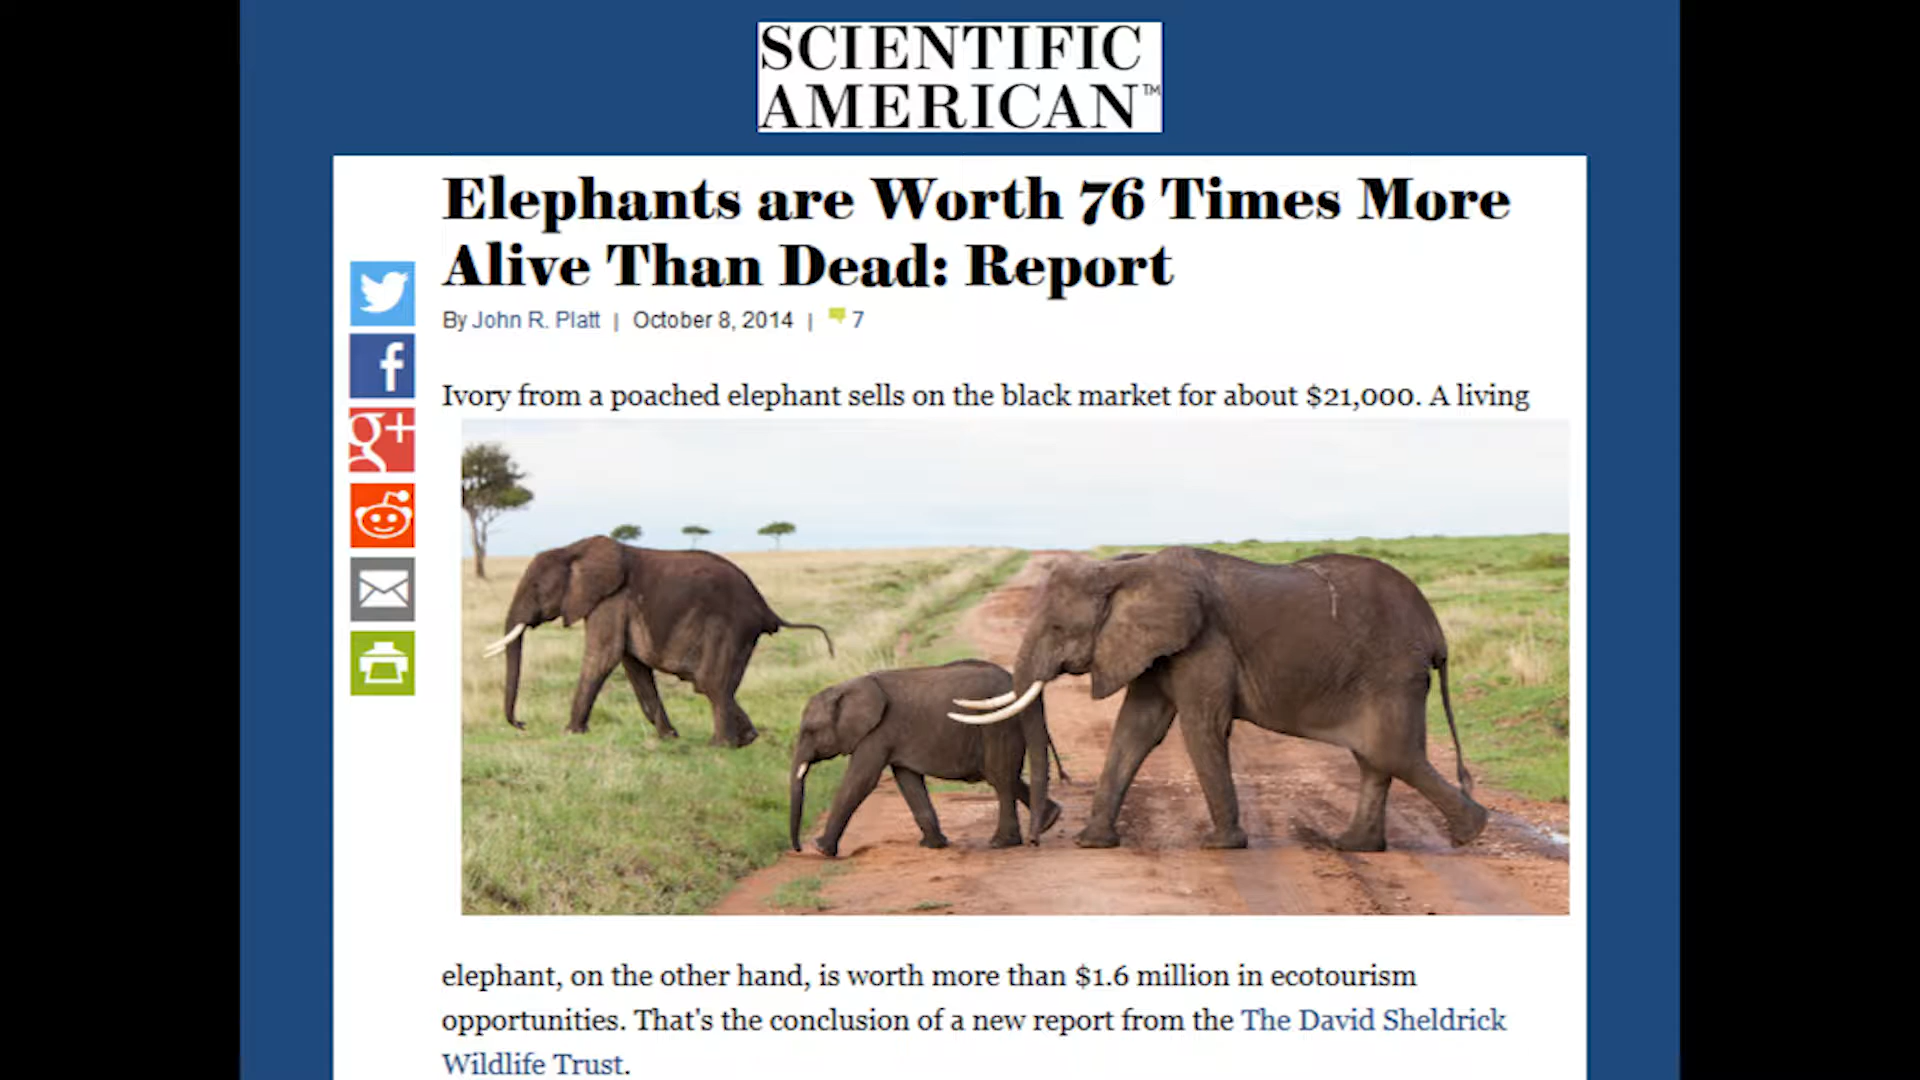 SCIENTIFIC
AMERICAN™
Elephants are Worth 76 Times More
Alive Than Dead: Report
By John R. Platt | October 8, 2014 | 7
f
g+
Ivory from a poached elephant sells on the black market for about $21,000. A living
elephant, on the other hand, is worth more than $1.6 million in ecotourism
opportunities. That's the conclusion of a new report from the The David Sheldrick
Wildlife Trust.